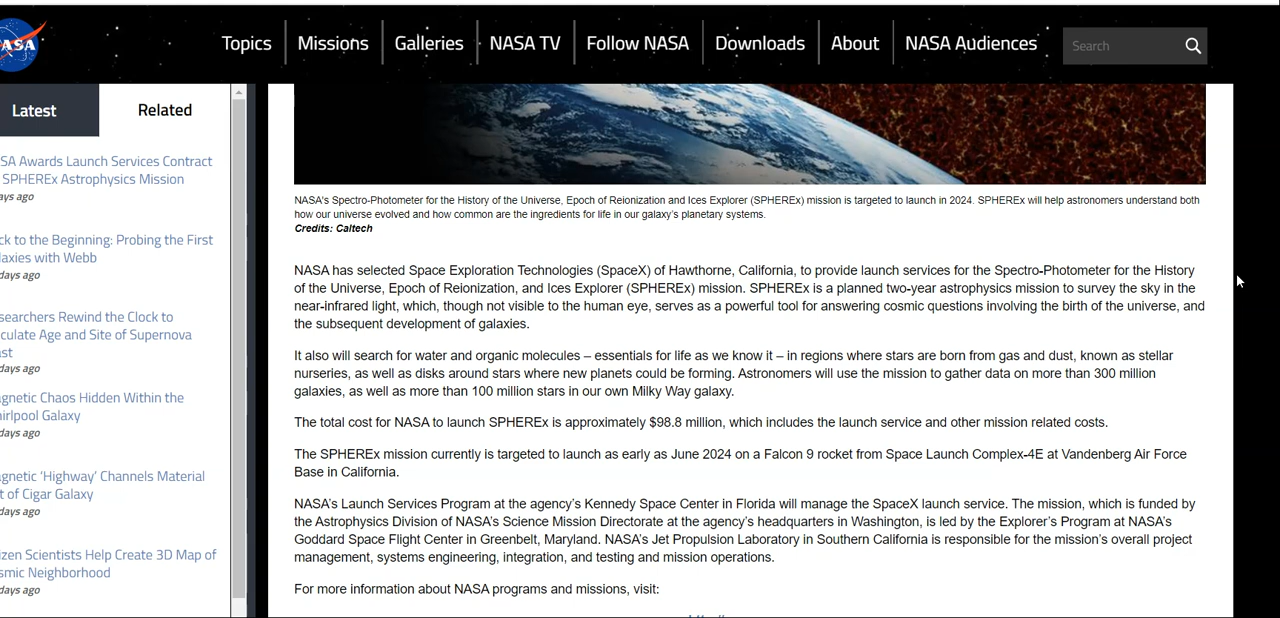 ASA
Topics
Missions
Galleries
NASA TV
Follow NASA
Downloads
About
NASA Audiences
Search
Latest
Related
SA Awards Launch Services Contract
SPHEREx Astrophysics Mission
ays ago
ck to the Beginning: Probing the First
laxies with Webb
days ago
searchers Rewind the Clock to
culate Age and Site of Supernova
ast
days ago
agnetic Chaos Hidden Within the
hirlpool Galaxy
days ago
agnetic ‘Highway’ Channels Material
t of Cigar Galaxy
days ago
izen Scientists Help Create 3D Map of
smic Neighborhood
days ago
NASA's Spectro-Photometer for the History of the Universe, Epoch of Reionization and Ices Explorer (SPHEREx) mission is targeted to launch in 2024. SPHEREx will help astronomers understand both
how our universe evolved and how common are the ingredients for life in our galaxy's planetary systems.
Credits: Caltech
NASA has selected Space Exploration Technologies (SpaceX) of Hawthorne, California, to provide launch services for the Spectro-Photometer for the History
of the Universe, Epoch of Reionization, and Ices Explorer (SPHEREx) mission. SPHEREx is a planned two-year astrophysics mission to survey the sky in the
near-infrared light, which, though not visible to the human eye, serves as a powerful tool for answering cosmic questions involving the birth of the universe, and
the subsequent development of galaxies.
It also will search for water and organic molecules – essentials for life as we know it – in regions where stars are born from gas and dust, known as stellar
nurseries, as well as disks around stars where new planets could be forming. Astronomers will use the mission to gather data on more than 300 million
galaxies, as well as more than 100 million stars in our own Milky Way galaxy.
The total cost for NASA to launch SPHEREx is approximately $98.8 million, which includes the launch service and other mission related costs.
The SPHEREx mission currently is targeted to launch as early as June 2024 on a Falcon 9 rocket from Space Launch Complex-4E at Vandenberg Air Force
Base in California.
NASA’s Launch Services Program at the agency’s Kennedy Space Center in Florida will manage the SpaceX launch service. The mission, which is funded by
the Astrophysics Division of NASA’s Science Mission Directorate at the agency’s headquarters in Washington, is led by the Explorer’s Program at NASA’s
Goddard Space Flight Center in Greenbelt, Maryland. NASA’s Jet Propulsion Laboratory in Southern California is responsible for the mission’s overall project
management, systems engineering, integration, and testing and mission operations.
For more information about NASA programs and missions, visit: